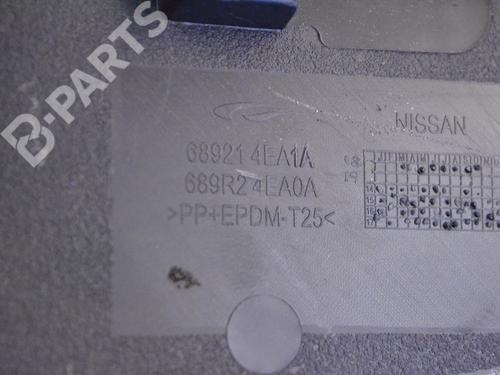 B-PARTS
NISSAN
68921 4EA1A
689R2 4EA0A
>PP+EPDM-T25<